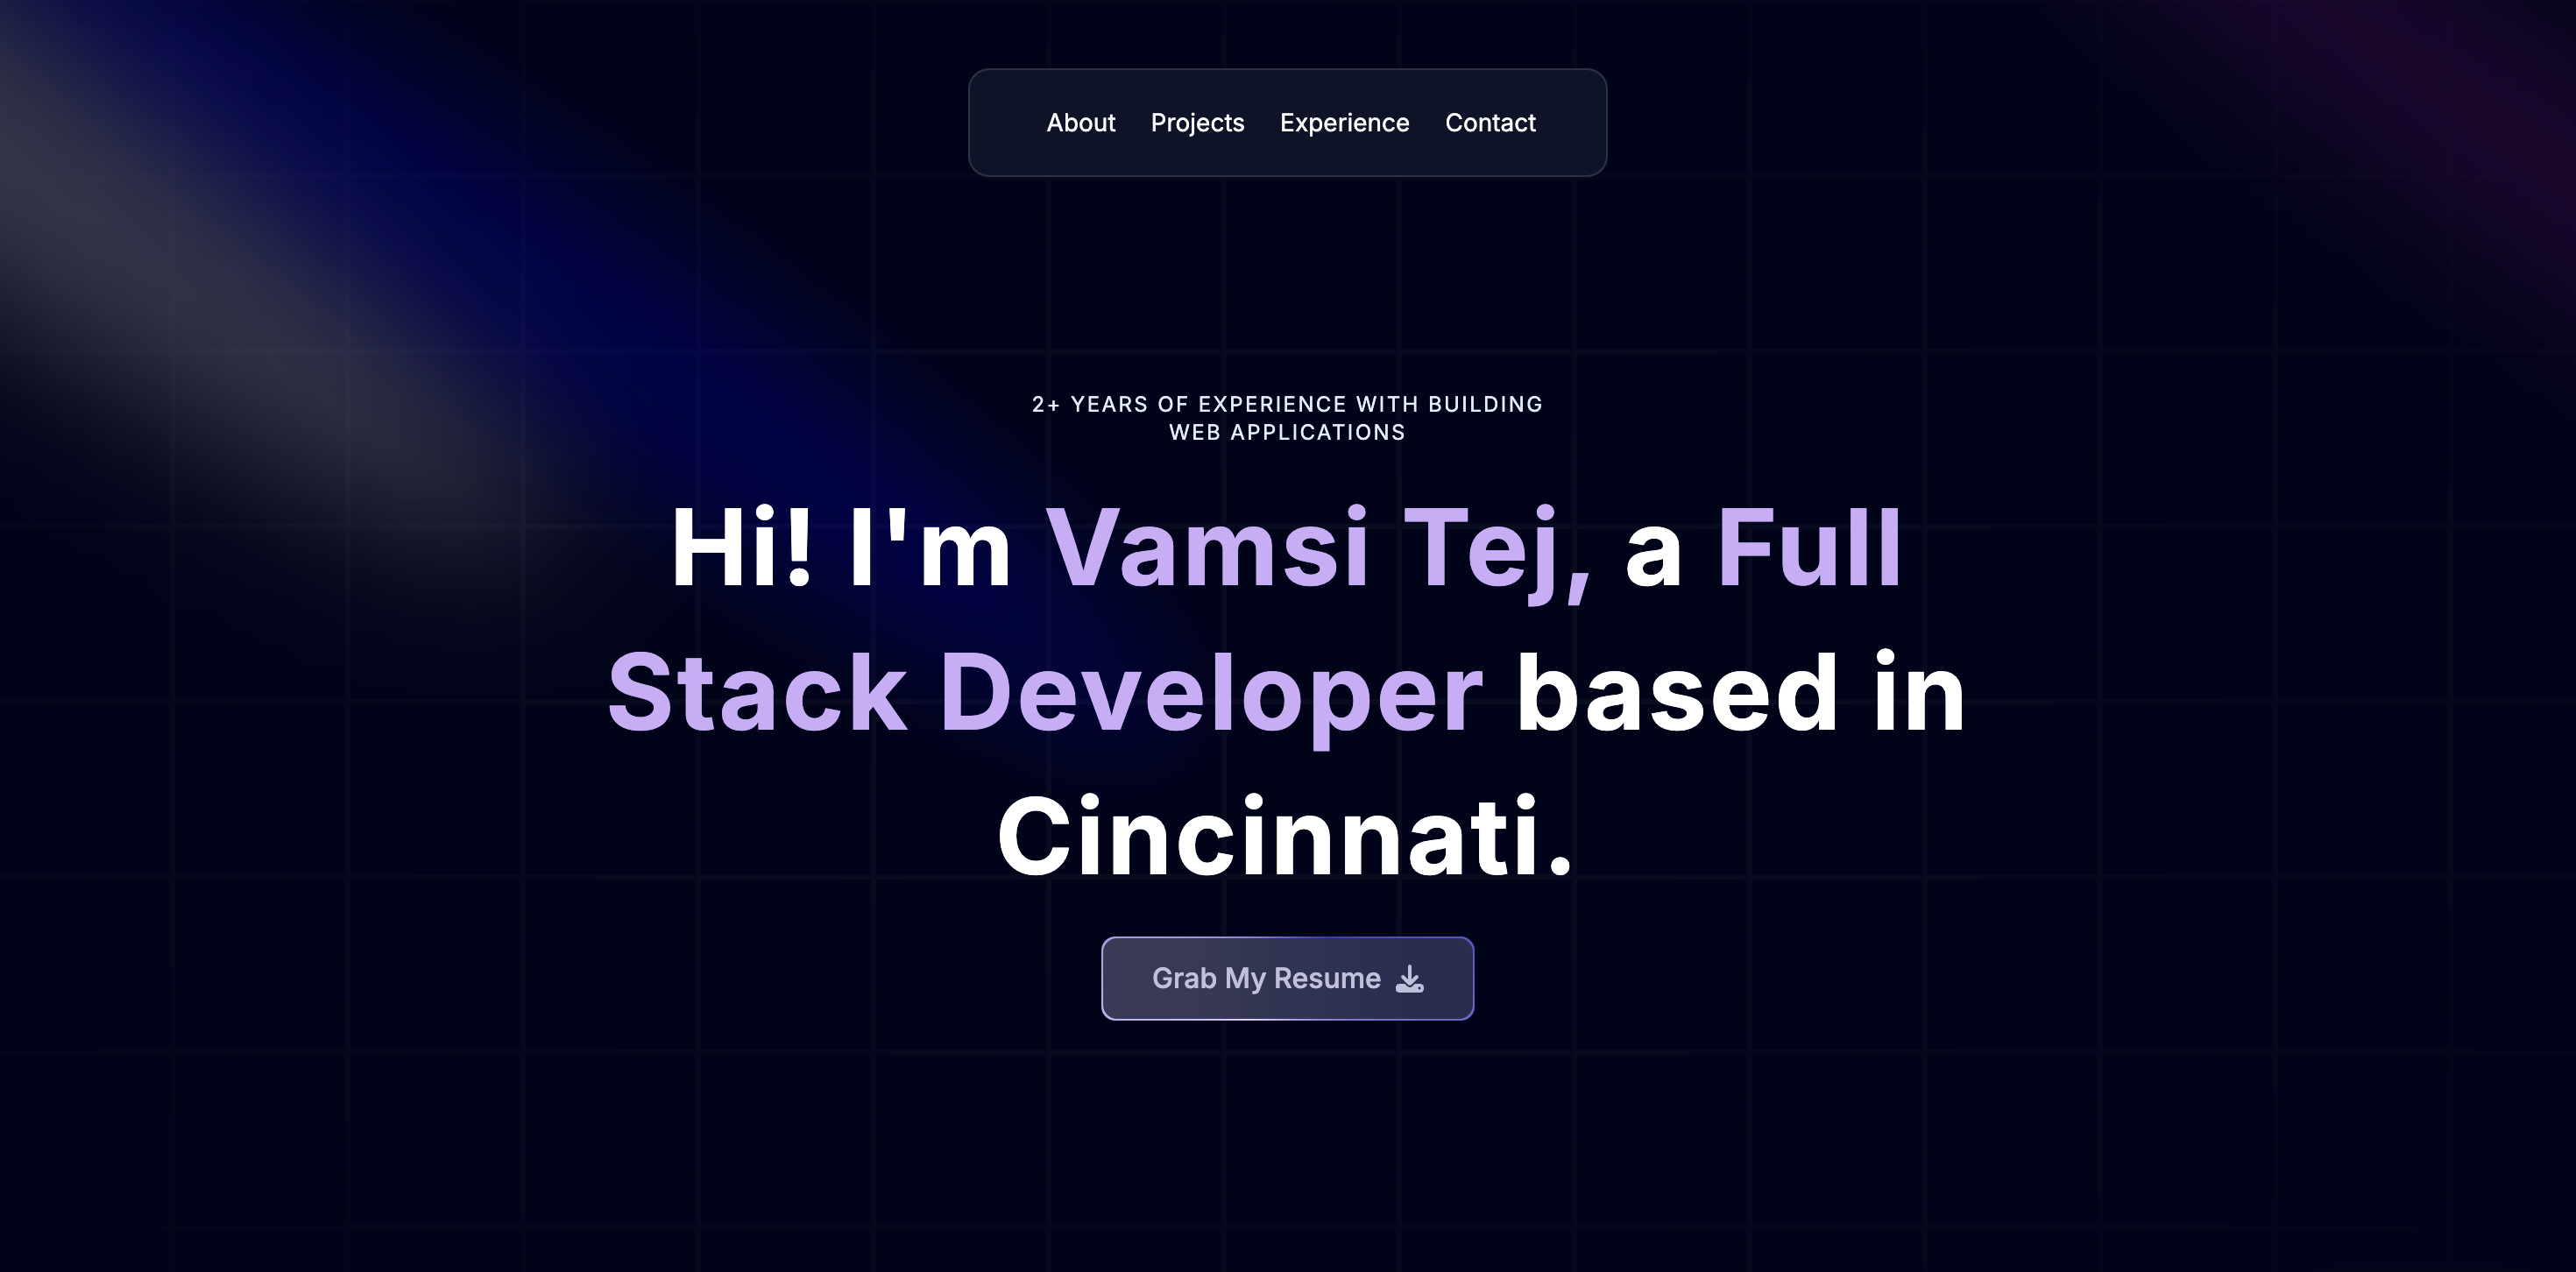 About Projects Experience Contact
2+ YEARS OF EXPERIENCE WITH BUILDING
WEB APPLICATIONS
Hi! I'm Vamsi Tej, a Full
Stack Developer based in
Cincinnati.
Grab My Resume